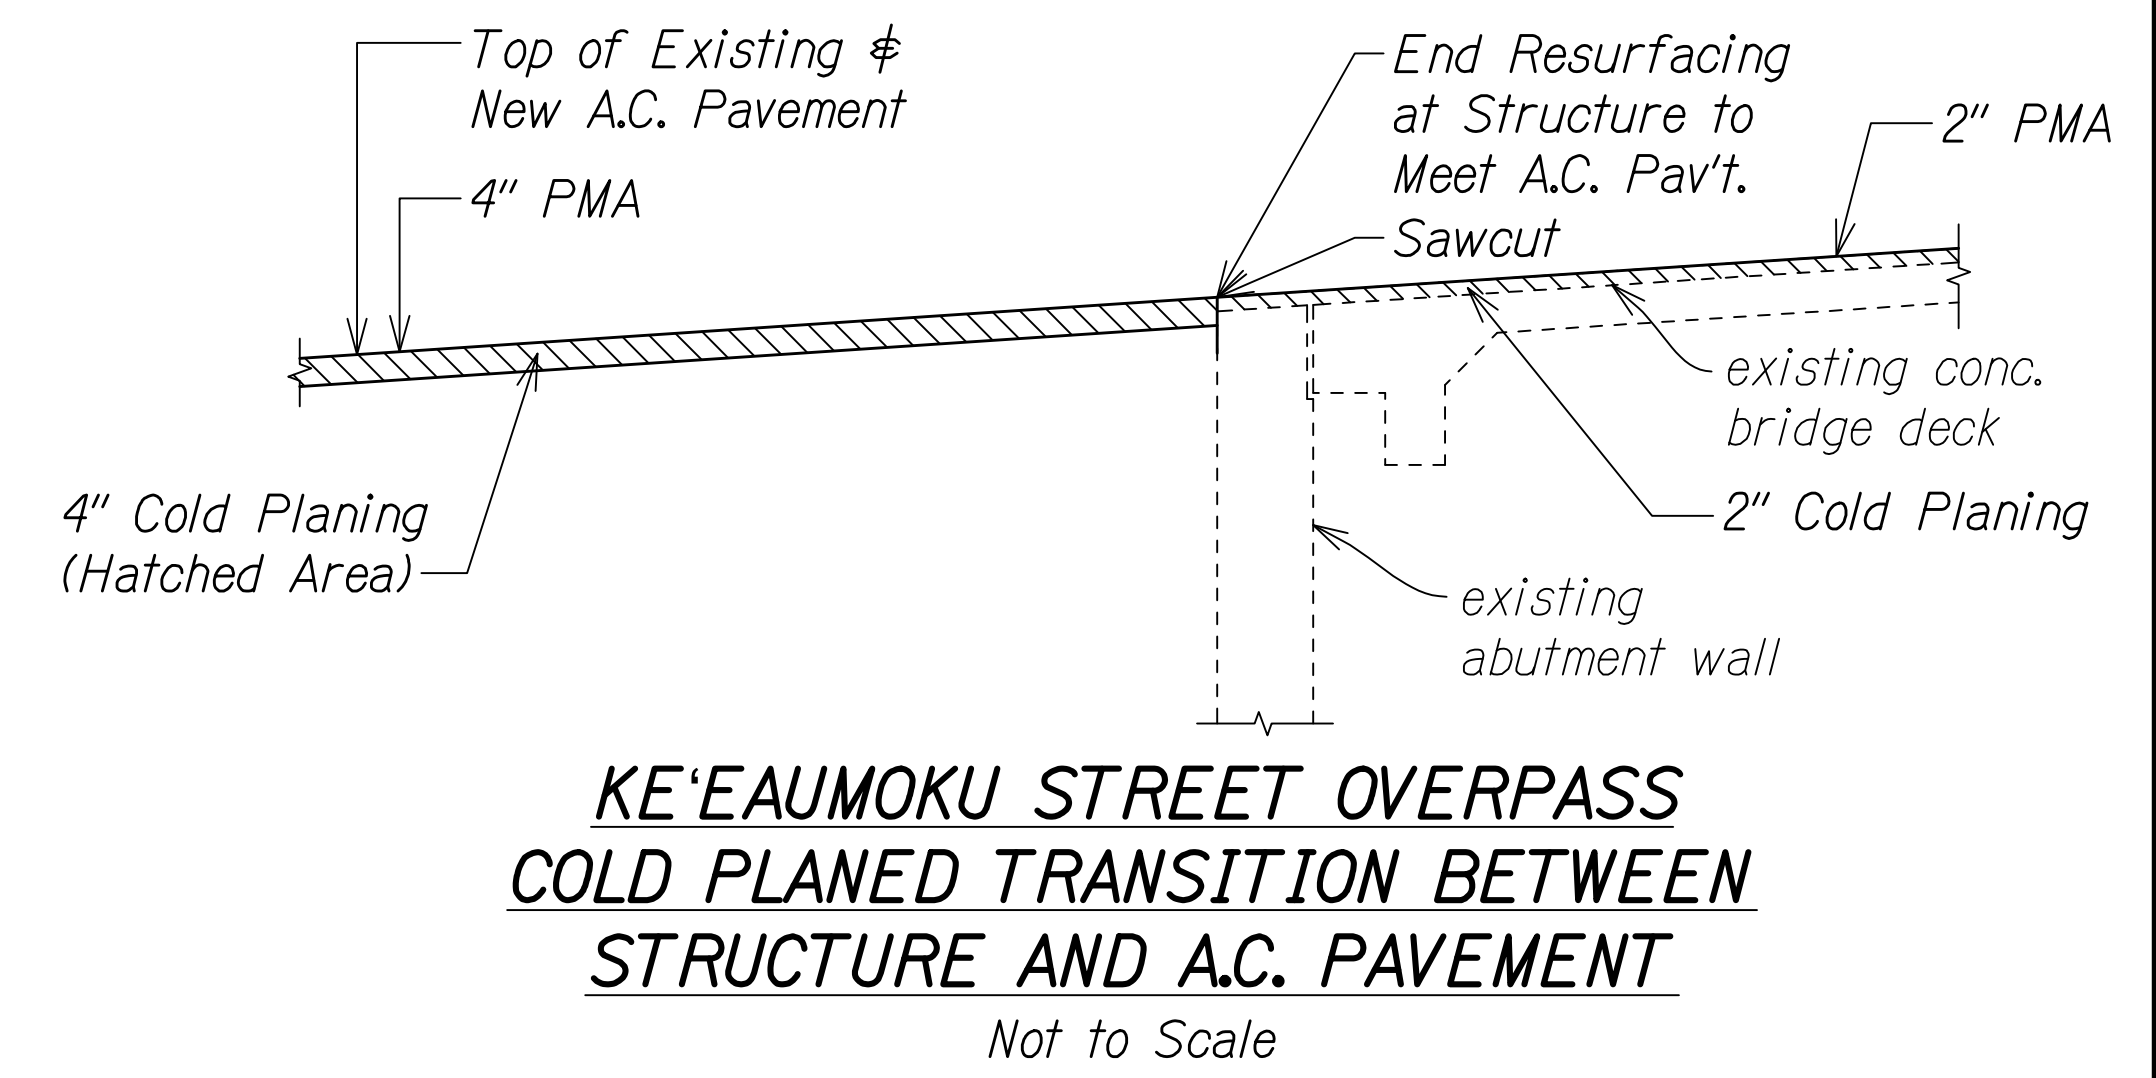 Top of Existing &
New A.C. Pavement
4" PMA
End Resurfacing
at Structure to
Meet A.C. Pav't.
Sawcut
2" PMA
existing conc.
bridge deck
2" Cold Planing
4" Cold Planing
(Hatched Area)
existing
abutment wall
KE‘EAUMOKU STREET OVERPASS
COLD PLANED TRANSITION BETWEEN
STRUCTURE AND A.C. PAVEMENT
Not to Scale